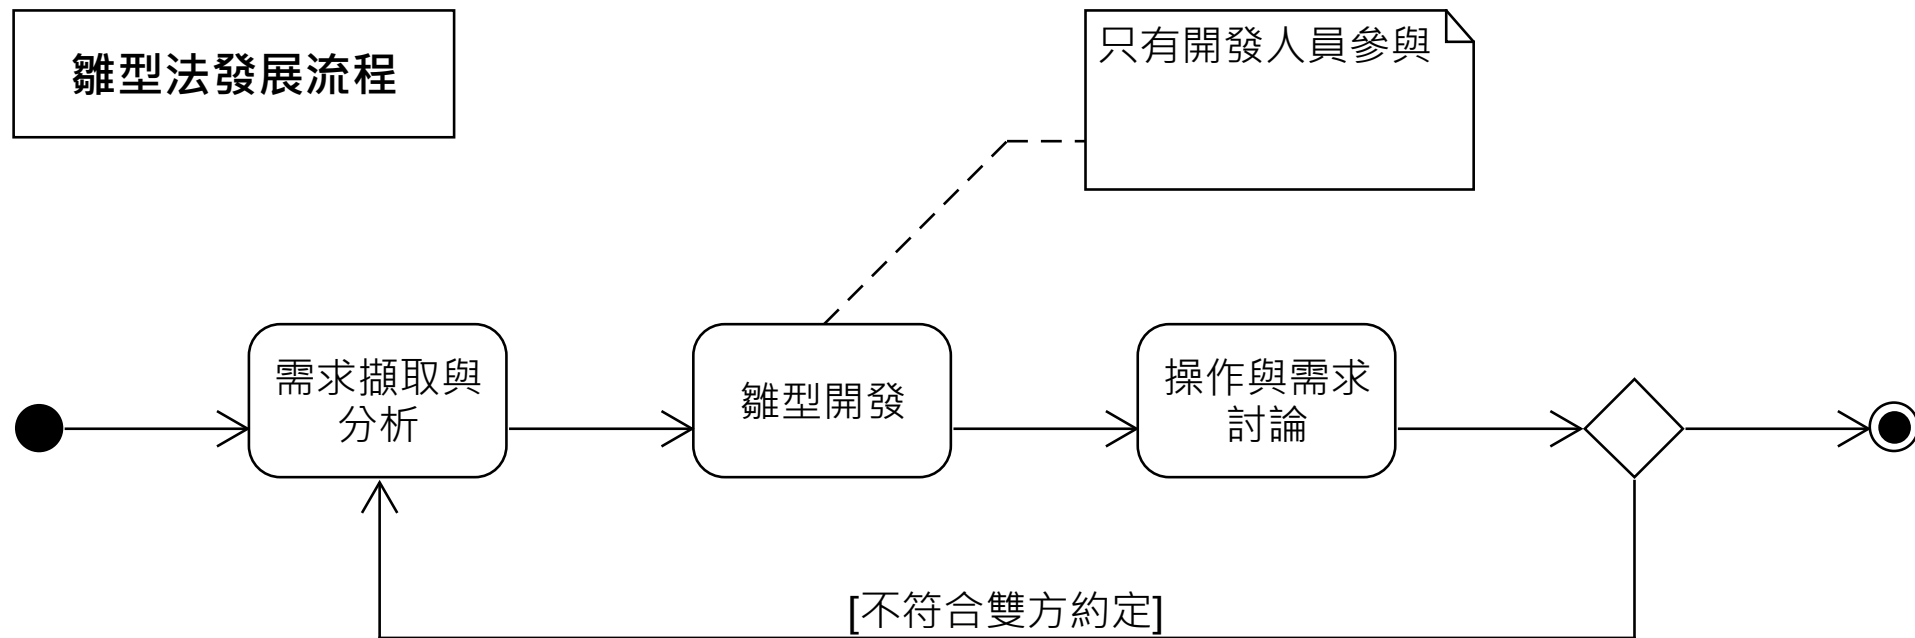 雛型法發展流程
只有開發人員參與
需求擷取與
分析
雛型開發
操作與需求
討論
[不符合雙方約定]